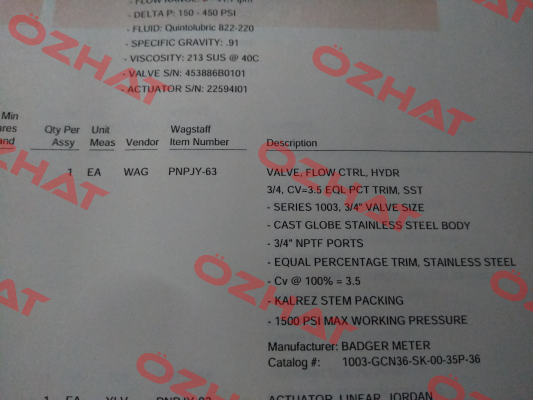 - FLOW RANGE:
- DELTA P: 150 - 450 PSI
- FLUID: Quintolubric 822-220
- SPECIFIC GRAVITY: .91
- VISCOSITY: 213 SUS @ 40C
- VALVE S/N: 453886B0101
- ACTUATOR S/N: 22594I01
Min
Qty Per Unit Wagstaff
Assy Meas Vendor Item Number Description
1 EA WAG PNPJY-63 VALVE, FLOW CTRL, HYDR
3/4, CV=3.5 EQL PCT TRIM, SST
- SERIES 1003, 3/4" VALVE SIZE
- CAST GLOBE STAINLESS STEEL BODY
- 3/4" NPTF PORTS
- EQUAL PERCENTAGE TRIM, STAINLESS STEEL
- Cv @ 100% = 3.5
- KALREZ STEM PACKING
- 1500 PSI MAX WORKING PRESSURE
Manufacturer: BADGER METER
Catalog #: 1003-GCN36-SK-00-35P-36
1 EA ACTUATOR, LINEAR, JORDAN
ÖZHAT
ÖZHAT
ÖZHAT
ÖZHAT
ÖZHAT
ÖZHAT
ÖZHAT